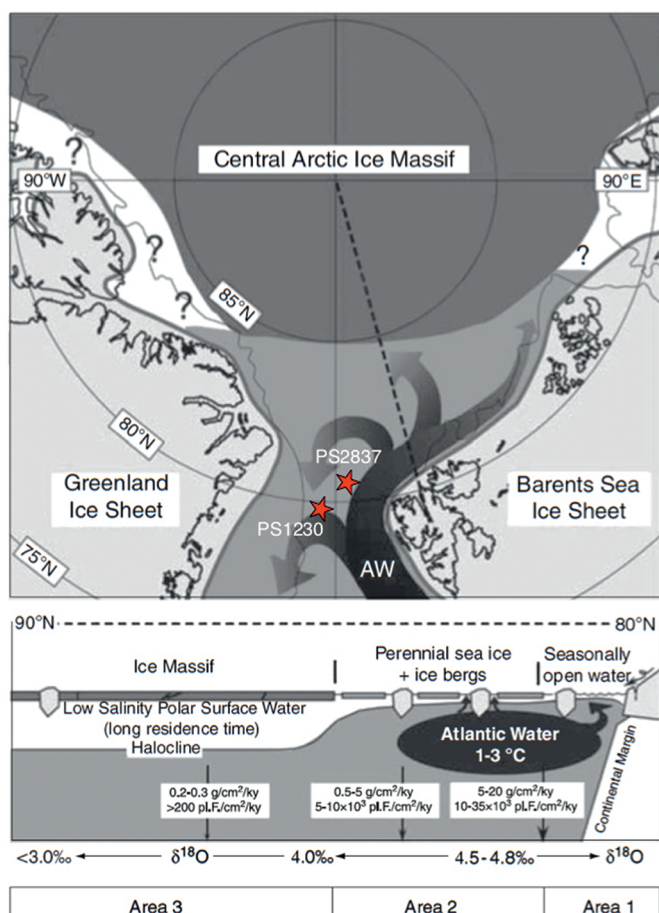 Central Arctic Ice Massif
?
90°W
90°E
?
?
?
85°N
80°N
PS2837
Greenland
Ice Sheet
Barents Sea
Ice Sheet
PS1230
75°N
AW
90°N
80°N
Ice Massif
Perennial sea ice
+ ice bergs
Seasonally
open water
Low Salinity Polar Surface Water
(long residence time)
Halocline
Atlantic Water
1-3 °C
Continental Margin
0.2-0.3 g/cm²/ky
>200 pl.F./cm²/ky
0.5-5 g/cm²/ky
5-10×10³ pl.F./cm²/ky
5-20 g/cm²/ky
10-35×10³ pl.F./cm²/ky
<3.0‰ δ¹⁸O 4.0‰ 4.5-4.8‰ δ¹⁸O
Area 3 Area 2 Area 1